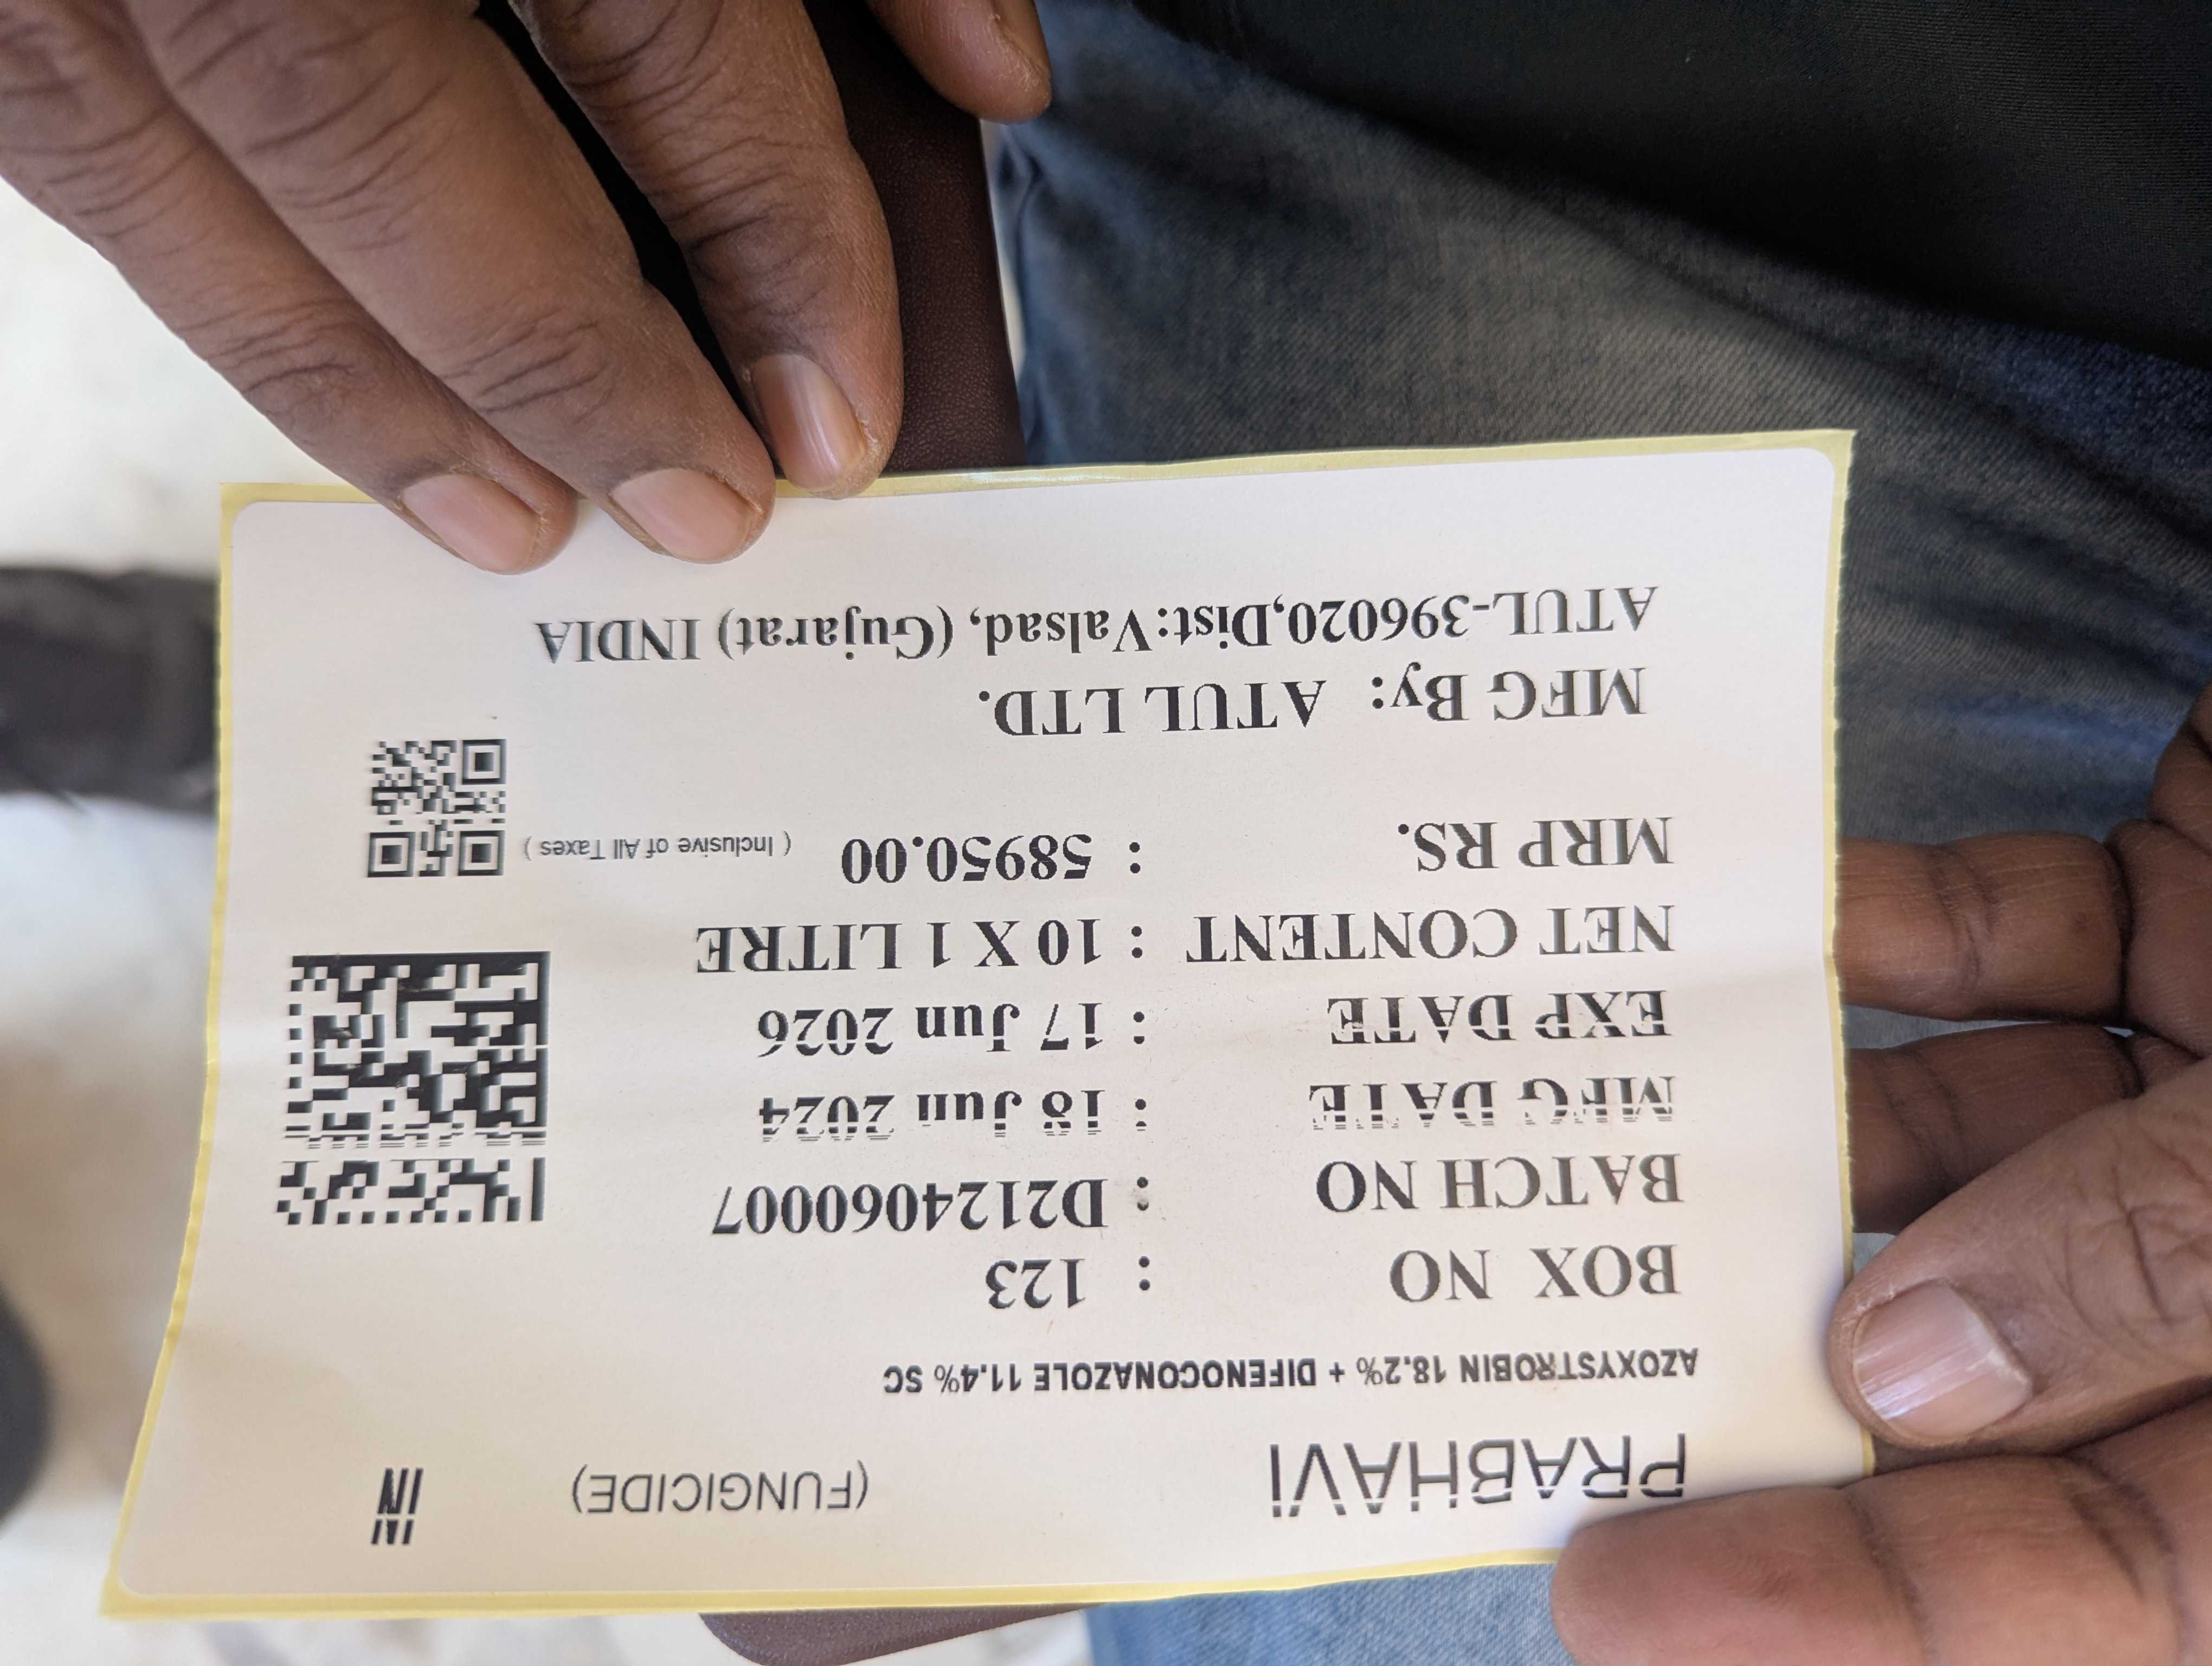 PRABHAVI (FUNGICIDE) IN
AZOXYSTROBIN 18.2% + DIFENOCONAZOLE 11.4% SC
BOX NO : 123
BATCH NO : D2124060007
MFG DATE : 18 Jun 2024
EXP DATE : 17 Jun 2026
NET CONTENT : 10 X 1 LITRE
MRP RS. : 58950.00 ( Inclusive of All Taxes )
MFG By: ATUL LTD.
ATUL-396020,Dist:Valsad, (Gujarat) INDIA